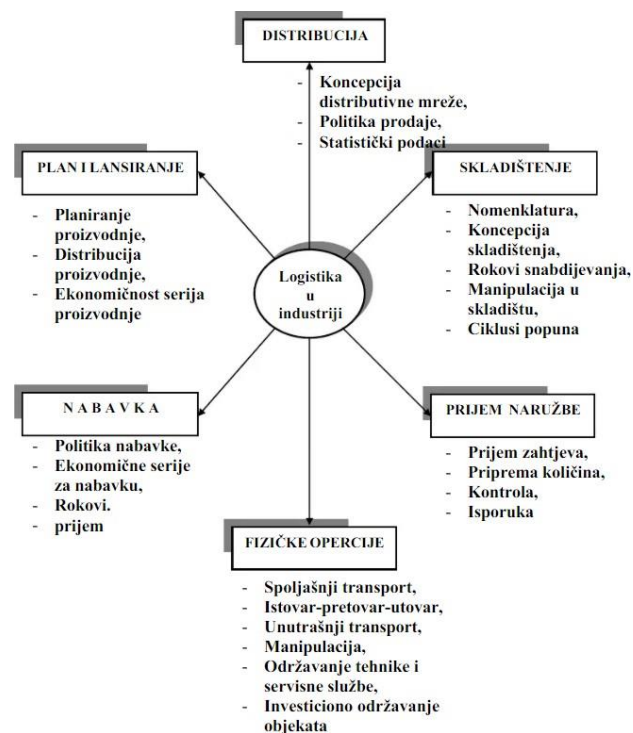 DISTRIBUCIJA
- Koncepcija
distributivne mreže,
- Politika prodaje,
- Statistički podaci
PLAN I LANSIRANJE
- Planiranje
proizvodnje,
- Distribucija
proizvodnje,
- Ekonomičnost serija
proizvodnje
SKLADIŠTENJE
- Nomenklatura,
- Koncepcija
skladištenja,
- Rokovi snabdijevanja,
- Manipulacija u
skladištu,
- Ciklusi popuna
Logistika
u
industriji
N A B A V K A
- Politika nabavke,
- Ekonomične serije
za nabavku,
- Rokovi.
- prijem
PRIJEM NARUŽBE
- Prijem zahtjeva,
- Priprema količina,
- Kontrola,
- Isporuka
FIZIČKE OPERCIJE
- Spoljašnji transport,
- Istovar-pretovar-utovar,
- Unutrašnji transport,
- Manipulacija,
- Održavanje tehnike i
servisne službe,
- Investiciono održavanje
objekata